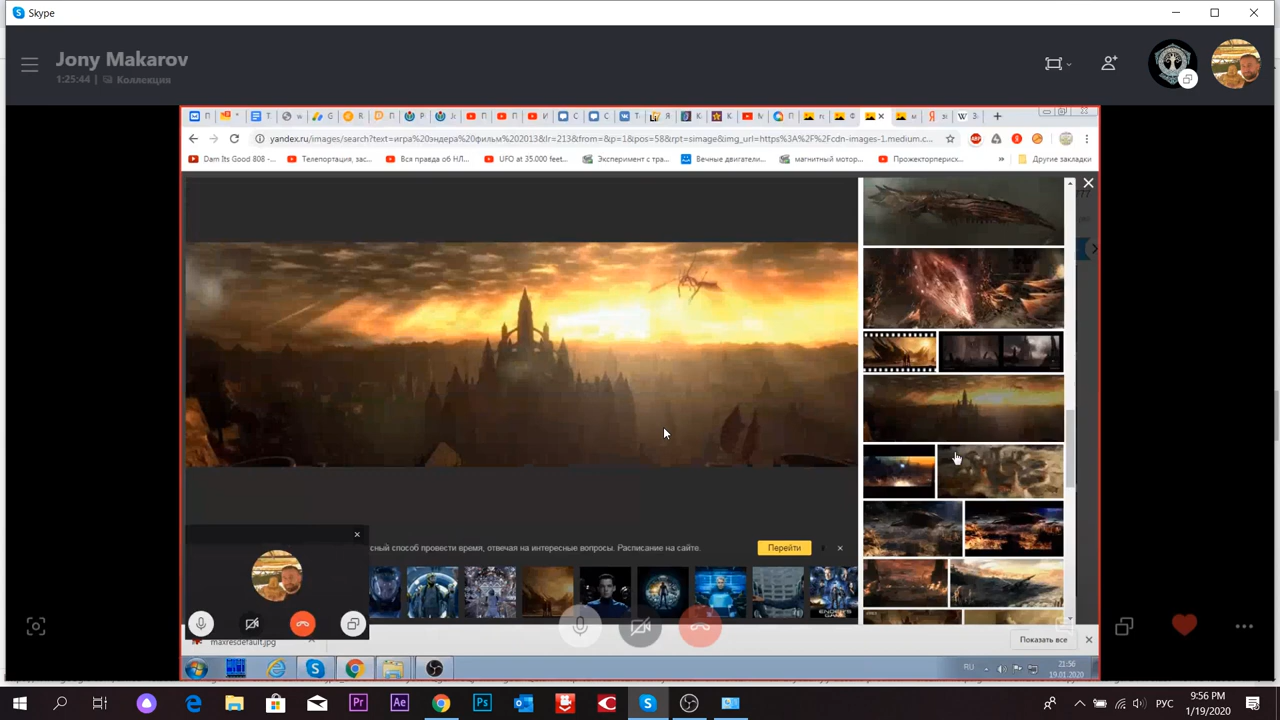 Skype
Jony Makarov
1:25:44 | Коллекция
yandex.ru/images/search?text=игра%20эндера%20фильм%202013&lr=213&from=&p=1&pos=58&rpt=simage&img_url=https%3A%2F%2Fcdn-images-1.medium.c...
Dam Its Good 808 -...
Телепортация, зас...
Вся правда об НЛ...
UFO at 35.000 feet...
Эксперимент с тра...
Вечные двигатели...
магнитный мотор...
Прожекторперисх...
»
Другие закладки
сный способ провести время, отвечая на интересные вопросы. Расписание на сайте.
Перейти
maxresdefault.jpg
Показать все
RU
21:56
19.01.2020
Pr
Ae
Ps
РУС
9:56 PM
1/19/2020